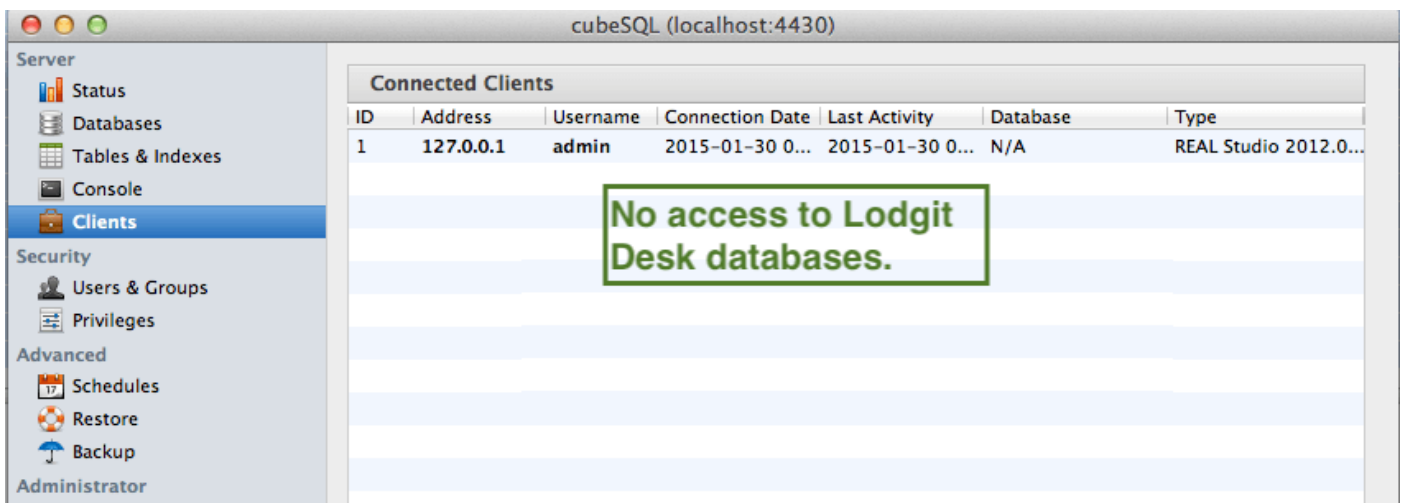 cubeSQL (localhost:4430)
Server
Status
Databases
Tables & Indexes
Console
Clients
Security
Users & Groups
Privileges
Advanced
17
Schedules
Restore
Backup
Administrator
Connected Clients
ID Address Username Connection Date Last Activity Database Type
1 127.0.0.1 admin 2015-01-30 0... 2015-01-30 0... N/A REAL Studio 2012.0...
No access to Lodgit
Desk databases.